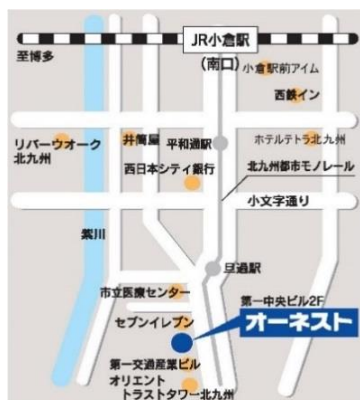 JR小倉駅
至博多
(南口)
小倉駅前アイム
西鉄イン
リバーウオーク
北九州
井筒屋
平和通駅
ホテルテトラ北九州
西日本シティ銀行
北九州都市モノレール
小文字通り
紫川
旦過駅
市立医療センター
第一中央ビル2F
セブンイレブン
オーネスト
第一交通産業ビル
オリエント
トラストタワー北九州